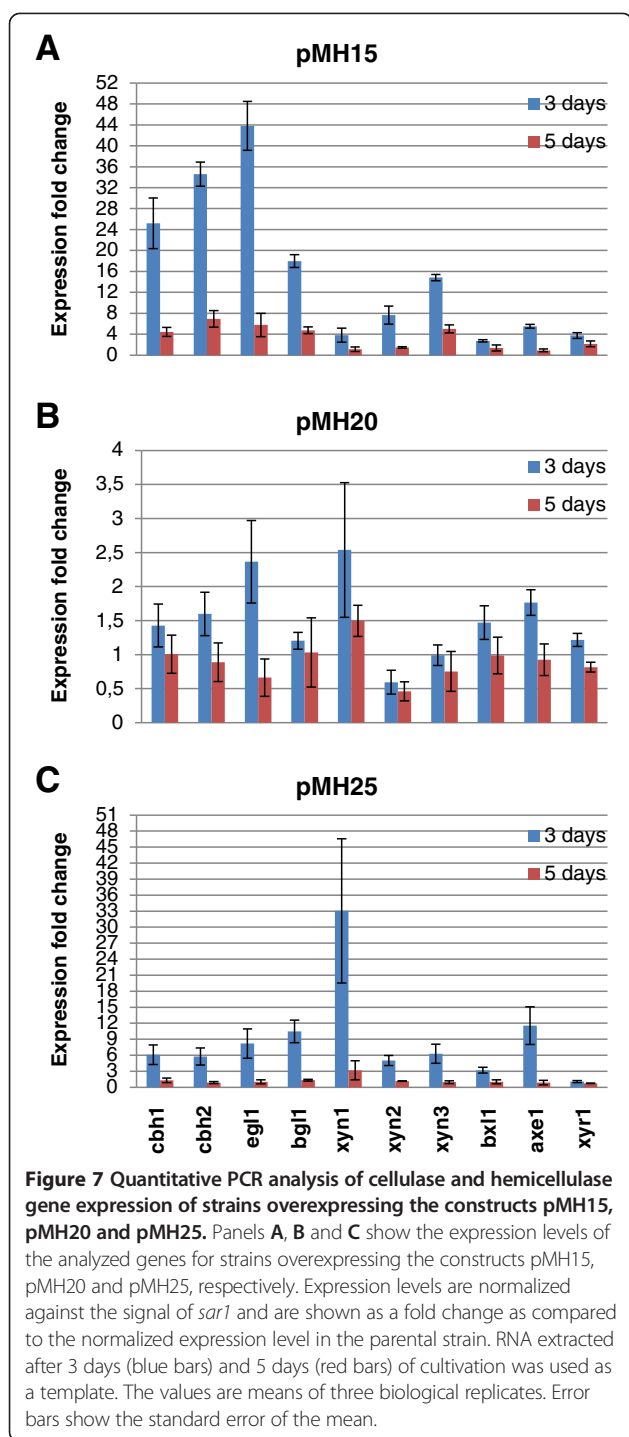 A
pMH15
52
48
44
40
36
32
28
24
20
16
12
8
4
0
Expression fold change
3 days
5 days
B
pMH20
4
3,5
3
2,5
2
1,5
1
0,5
0
Expression fold change
3 days
5 days
C
pMH25
51
48
45
42
39
36
33
30
27
24
21
18
15
12
9
6
3
0
Expression fold change
3 days
5 days
cbh1
cbh2
egl1
bgl1
xyn1
xyn2
xyn3
bxl1
axe1
xyr1
Figure 7 Quantitative PCR analysis of cellulase and hemicellulase
gene expression of strains overexpressing the constructs pMH15,
pMH20 and pMH25. Panels A, B and C show the expression levels of
the analyzed genes for strains overexpressing the constructs pMH15,
pMH20 and pMH25, respectively. Expression levels are normalized
against the signal of sar1 and are shown as a fold change as compared
to the normalized expression level in the parental strain. RNA extracted
after 3 days (blue bars) and 5 days (red bars) of cultivation was used as
a template. The values are means of three biological replicates. Error
bars show the standard error of the mean.